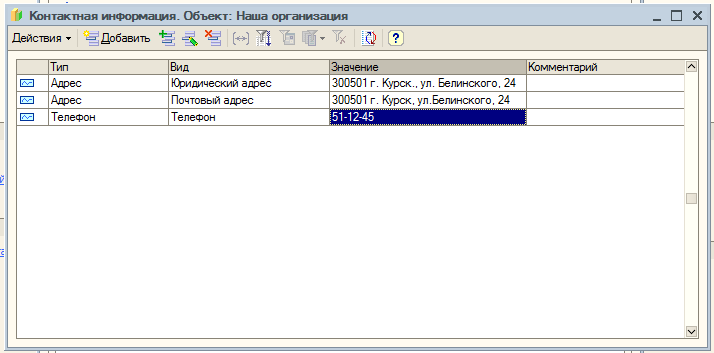 Контактная информация. Объект: Наша организация
Действия Добавить
Тип Вид Значение Комментарий
Адрес Юридический адрес 300501 г. Курск., ул. Белинского, 24
Адрес Почтовый адрес 300501 г. Курск, ул.Белинского, 24
Телефон Телефон 51-12-45